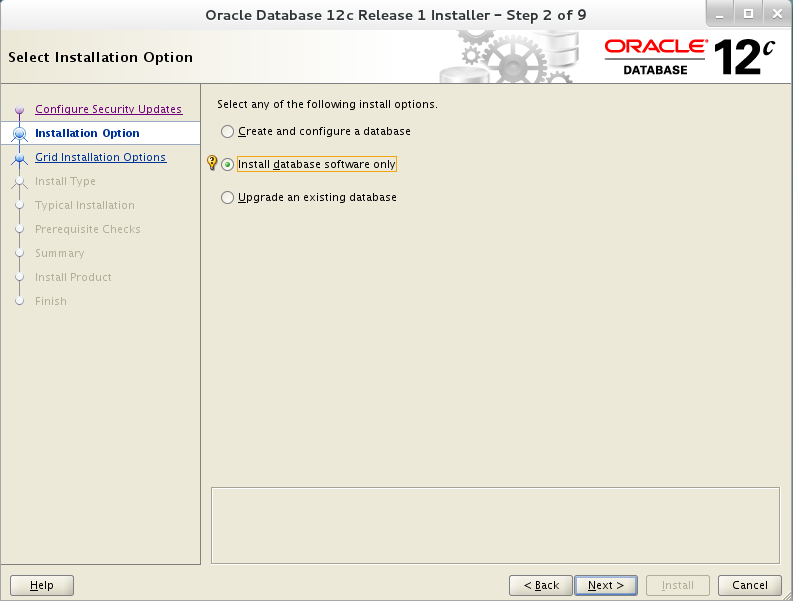 Oracle Database 12c Release 1 Installer – Step 2 of 9
Select Installation Option
ORACLE®
DATABASE
12c
Configure Security Updates
Installation Option
Grid Installation Options
Install Type
Typical Installation
Prerequisite Checks
Summary
Install Product
Finish
Select any of the following install options.
Create and configure a database
Install database software only
Upgrade an existing database
Help
< Back
Next >
Install
Cancel